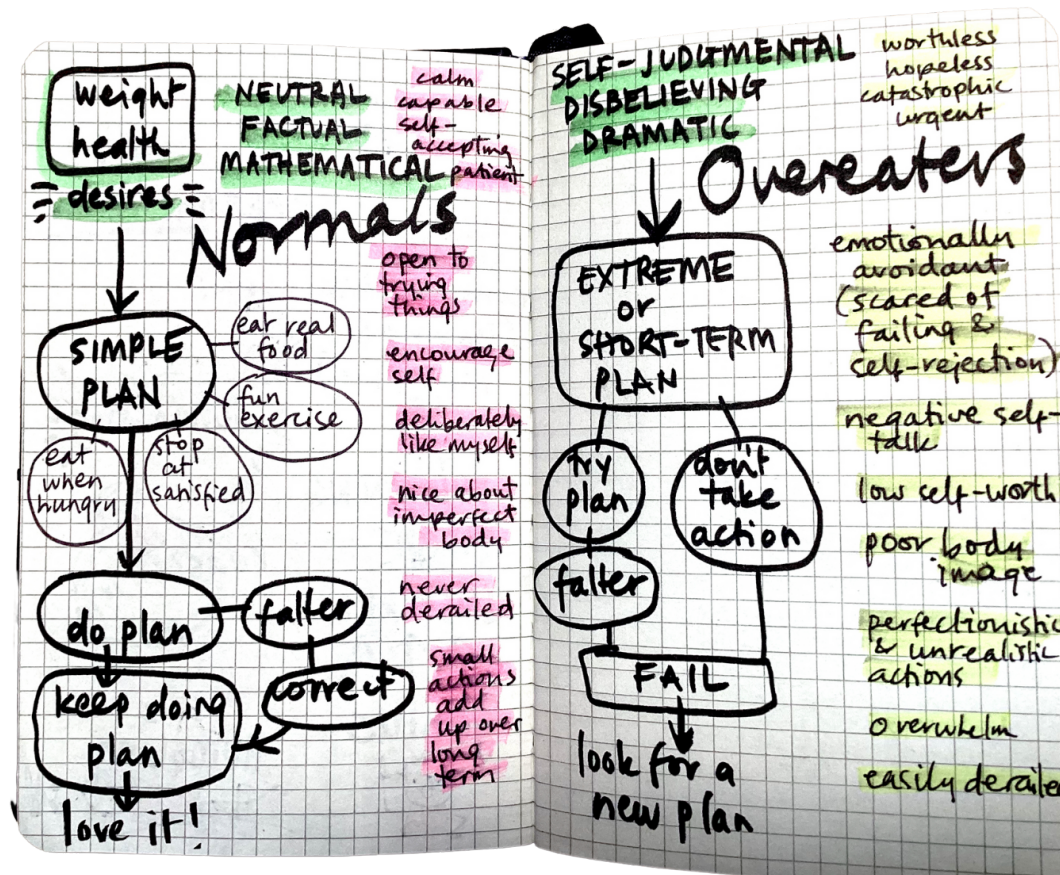 weight
health
desires
NEUTRAL
FACTUAL
MATHEMATICAL
calm
capable
self-
accepting
patient
Normals
open to
trying
things
SIMPLE
PLAN
eat real
food
fun
exercise
eat
when
hungry
stop
at
satisfied
encourage
self
deliberately
like myself
nice about
imperfect
body
never
derailed
do plan
falter
correct
keep doing
plan
love it!
small
actions
add
up over
long
term
SELF-JUDGMENTAL
DISBELIEVING
DRAMATIC
worthless
hopeless
catastrophic
urgent
Overeaters
EXTREME
or
SHORT-TERM
PLAN
try
plan
don't
take
action
falter
FAIL
look for a
new plan
emotionally
avoidant
(scared of
failing &
self-rejection)
negative self-
talk
low self-worth
poor body
image
perfectionistic
& unrealistic
actions
overwhelm
easily derailed